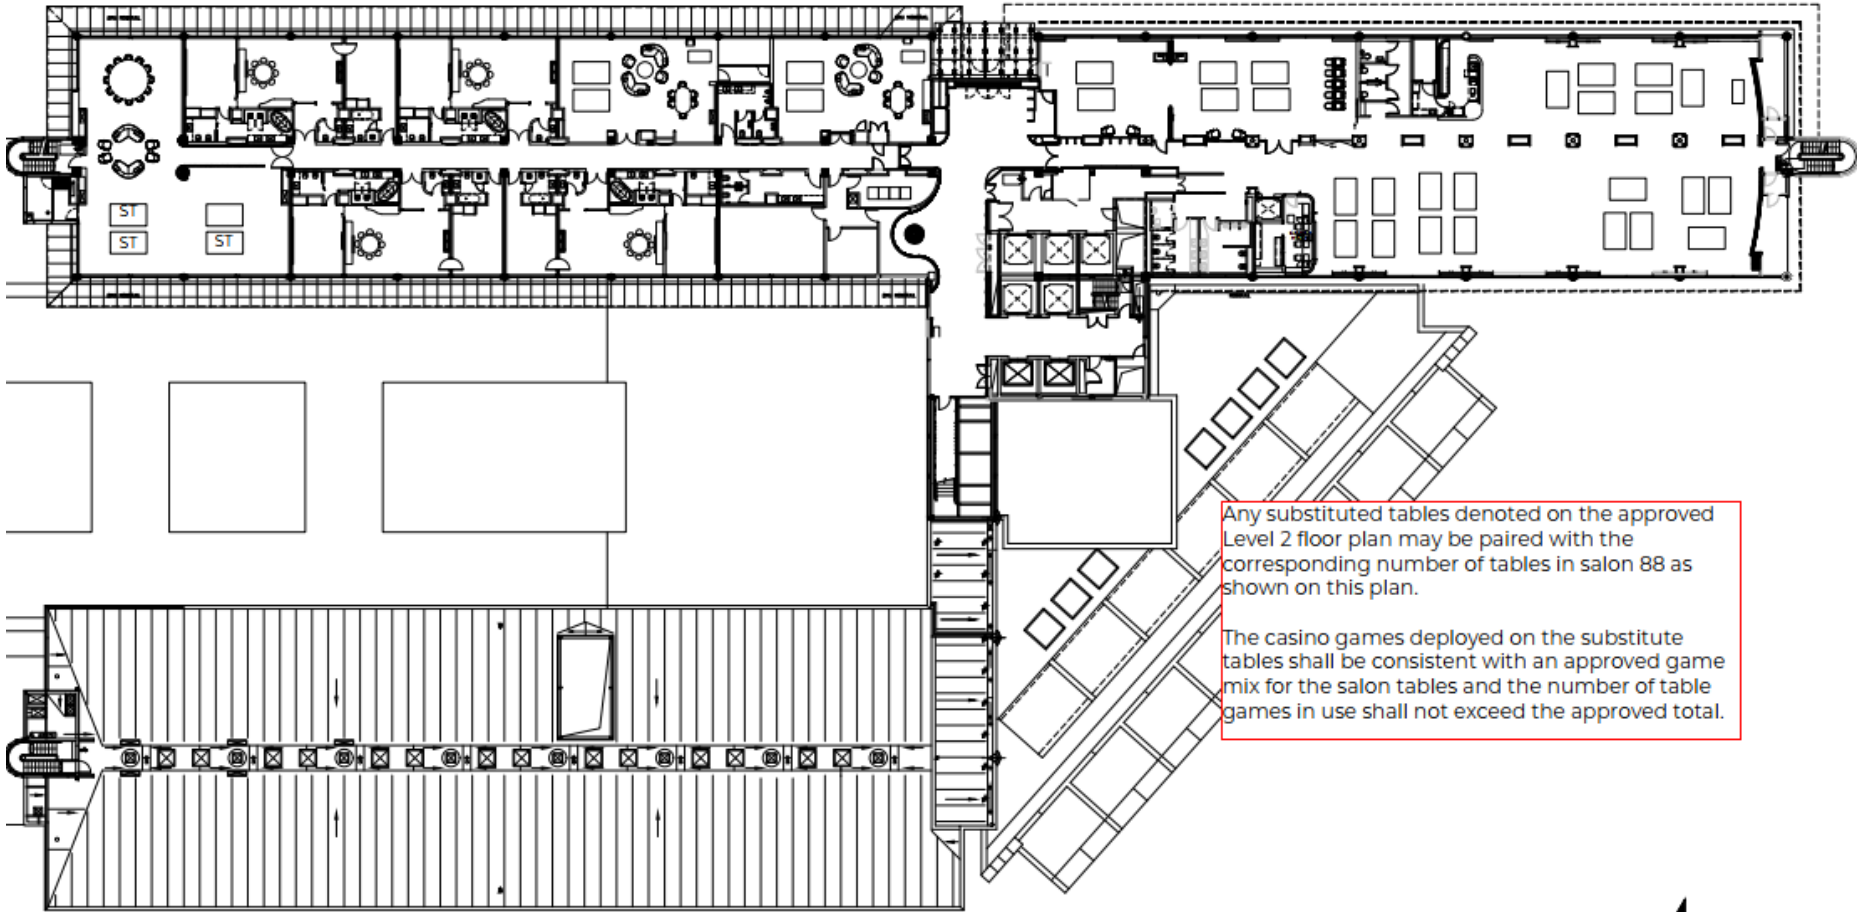 ST
ST
ST
Any substituted tables denoted on the approved
Level 2 floor plan may be paired with the
corresponding number of tables in salon 88 as
shown on this plan.
The casino games deployed on the substitute
tables shall be consistent with an approved game
mix for the salon tables and the number of table
games in use shall not exceed the approved total.